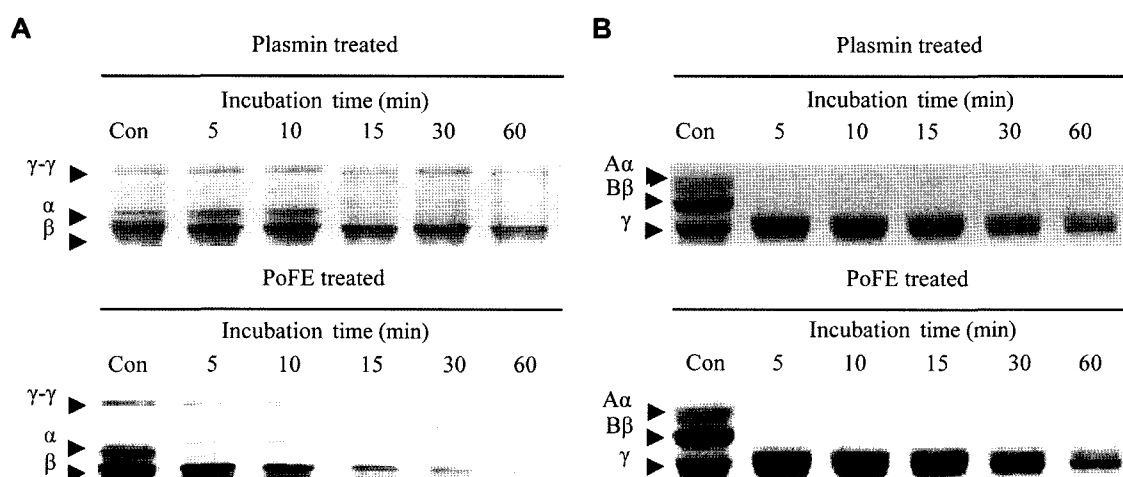 A
Plasmin treated
Incubation time (min)
Con 5 10 15 30 60
γ-γ
α
β
PoFE treated
Incubation time (min)
Con 5 10 15 30 60
γ-γ
α
β
B
Plasmin treated
Incubation time (min)
Con 5 10 15 30 60
Aα
Bβ
γ
PoFE treated
Incubation time (min)
Con 5 10 15 30 60
Aα
Bβ
γ